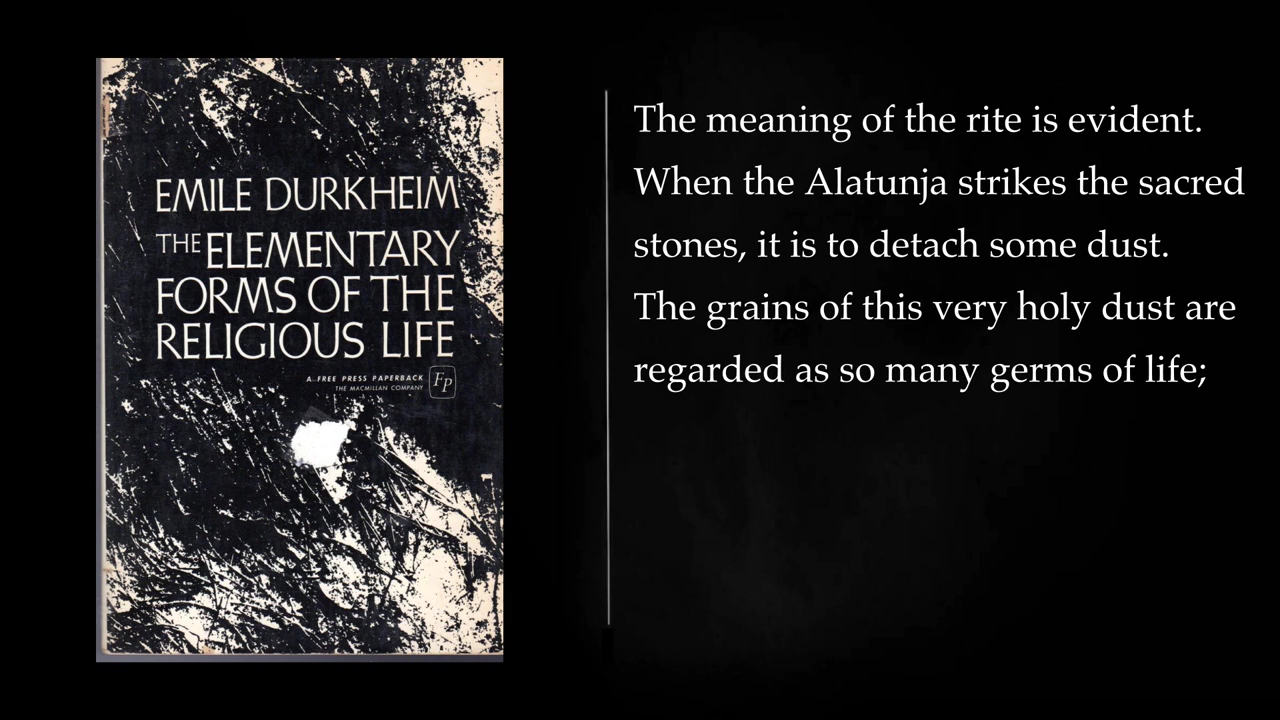 EMILE DURKHEIM
THE ELEMENTARY
FORMS OF THE
RELIGIOUS LIFE
A FREE PRESS PAPERBACK
THE MACMILLAN COMPANY
Fp
The meaning of the rite is evident.
When the Alatunja strikes the sacred
stones, it is to detach some dust.
The grains of this very holy dust are
regarded as so many germs of life;